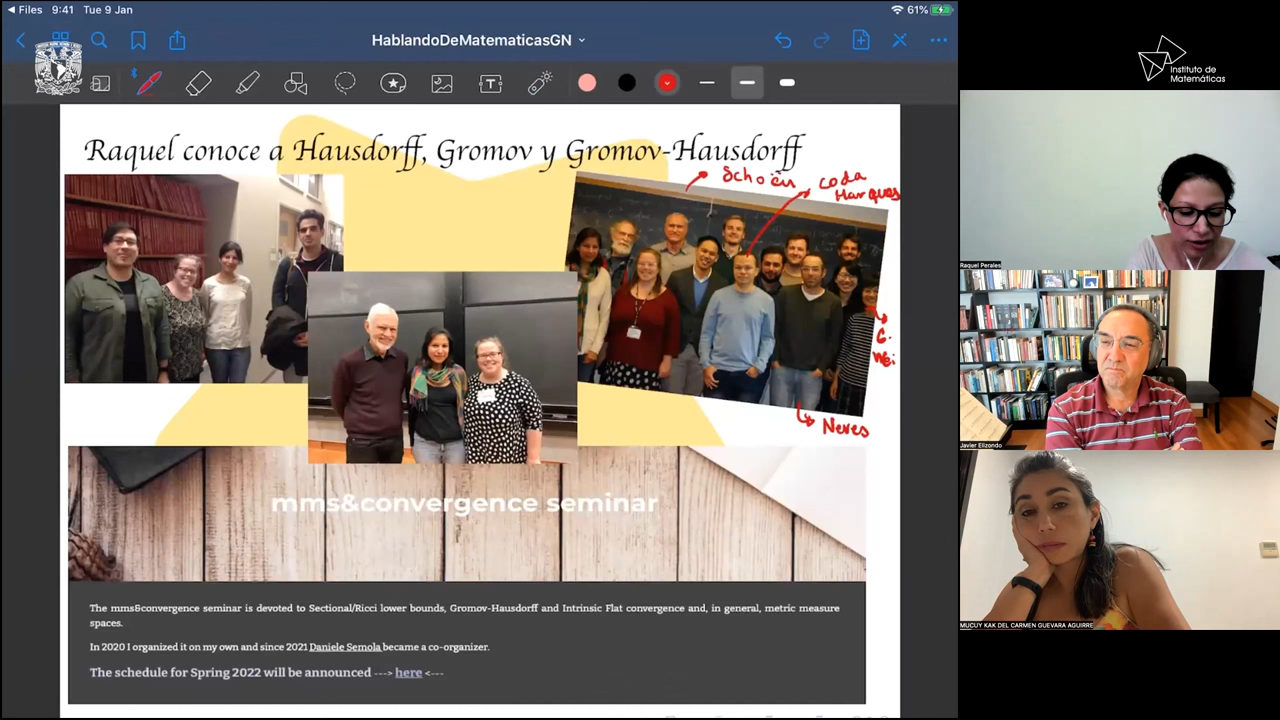 Files 9:41 Tue 9 Jan
61%
HablandoDeMatematicasGN
Instituto de
Matemáticas
Raquel conoce a Hausdorff, Gromov y Gromov-Hausdorff
Schoen
Coda
Marques
G.
Wei
Neves
mms&convergence seminar
The mms&convergence seminar is devoted to Sectional/Ricci lower bounds, Gromov-Hausdorff and Intrinsic Flat convergence and, in general, metric measure
spaces.
In 2020 I organized it on my own and since 2021 Daniele Semola became a co-organizer.
The schedule for Spring 2022 will be announced ---> here <---
Raquel Perales
Javier Elizondo
MUCUY KAK DEL CARMEN GUEVARA AGUIRRE